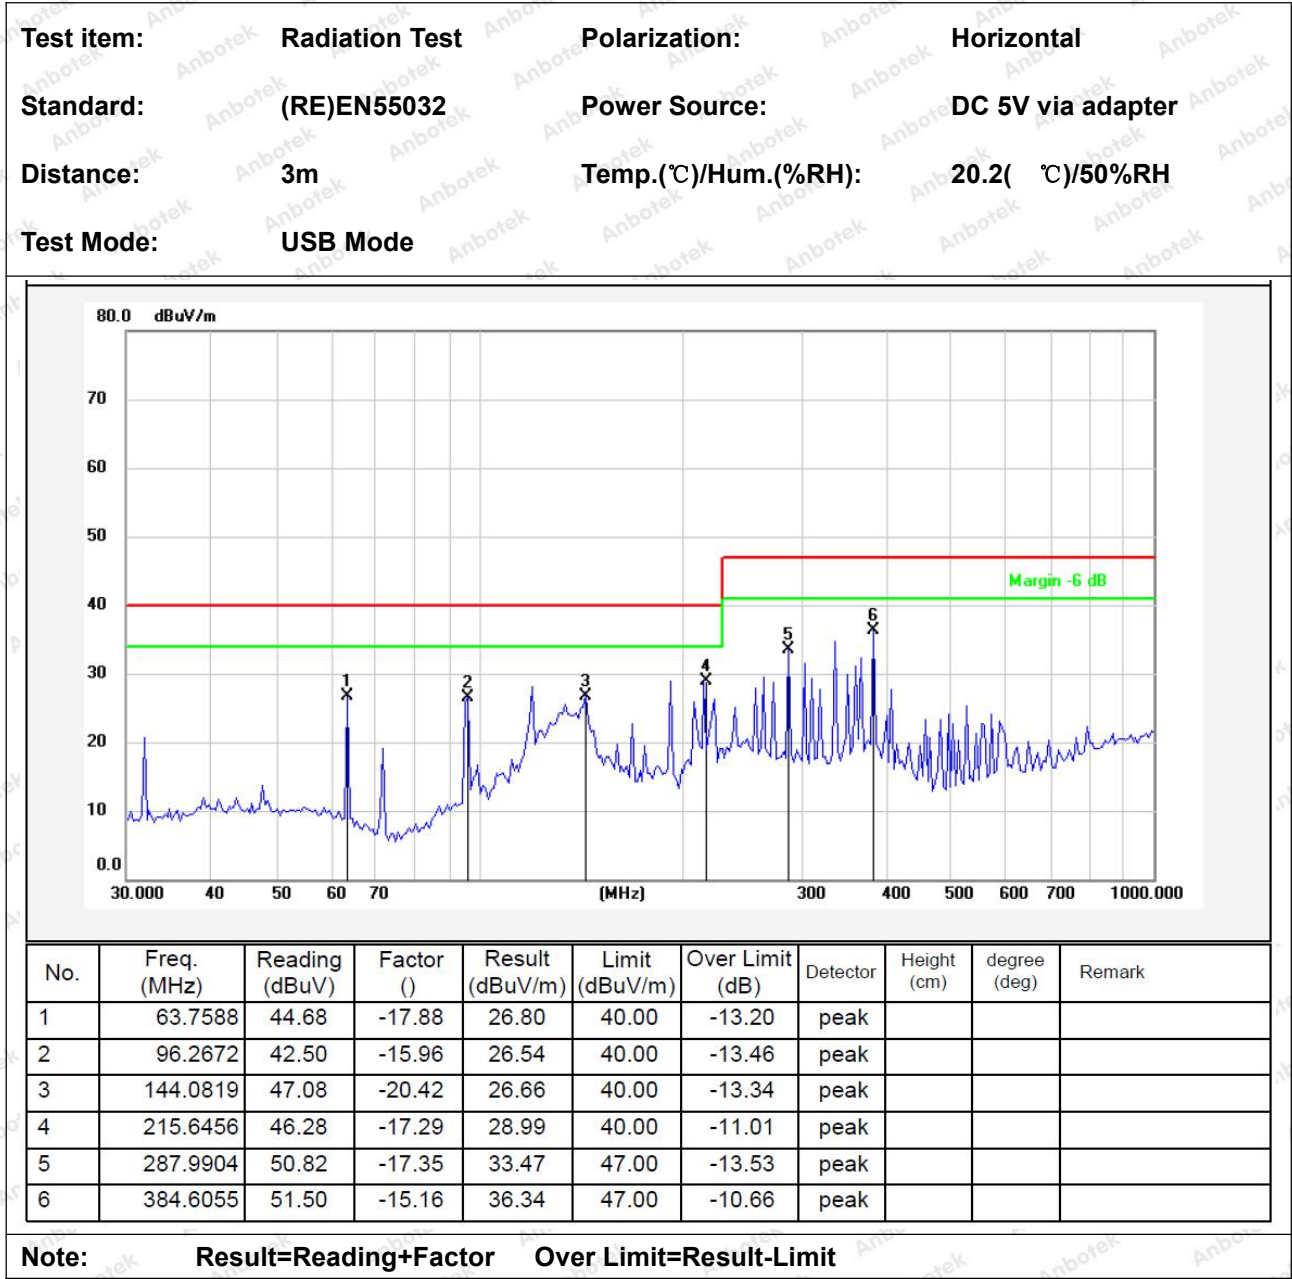 Test item: Radiation Test Polarization: Horizontal
Standard: (RE)EN55032 Power Source: DC 5V via adapter
Distance: 3m Temp.(℃)/Hum.(%RH): 20.2( ℃)/50%RH
Test Mode: USB Mode
80.0 dBuV/m
70
60
50
Margin -6 dB
40
6
5
4
30
1 2 3
20
10
0.0
30.000 40 50 60 70 (MHz) 300 400 500 600 700 1000.000
No. Freq. (MHz) Reading (dBuV) Factor () Result (dBuV/m) Limit (dBuV/m) Over Limit (dB) Detector Height (cm) degree (deg) Remark
1 63.7588 44.68 -17.88 26.80 40.00 -13.20 peak
2 96.2672 42.50 -15.96 26.54 40.00 -13.46 peak
3 144.0819 47.08 -20.42 26.66 40.00 -13.34 peak
4 215.6456 46.28 -17.29 28.99 40.00 -11.01 peak
5 287.9904 50.82 -17.35 33.47 47.00 -13.53 peak
6 384.6055 51.50 -15.16 36.34 47.00 -10.66 peak
Note: Result=Reading+Factor Over Limit=Result-Limit
Anbotek